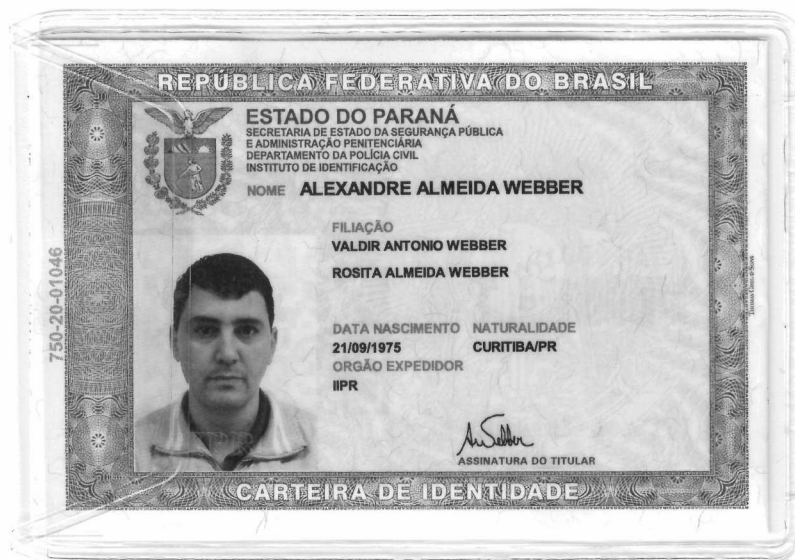 REPÚBLICA FEDERATIVA DO BRASIL
ESTADO DO PARANÁ
SECRETARIA DE ESTADO DA SEGURANÇA PÚBLICA
E ADMINISTRAÇÃO PENITENCIÁRIA
DEPARTAMENTO DA POLÍCIA CIVIL
INSTITUTO DE IDENTIFICAÇÃO
NOME ALEXANDRE ALMEIDA WEBBER
FILIAÇÃO
VALDIR ANTONIO WEBBER
ROSITA ALMEIDA WEBBER
750-20-01046
DATA NASCIMENTO NATURALIDADE
21/09/1975 CURITIBA/PR
ORGÃO EXPEDIDOR
IIPR
ASSINATURA DO TITULAR
CARTEIRA DE IDENTIDADE